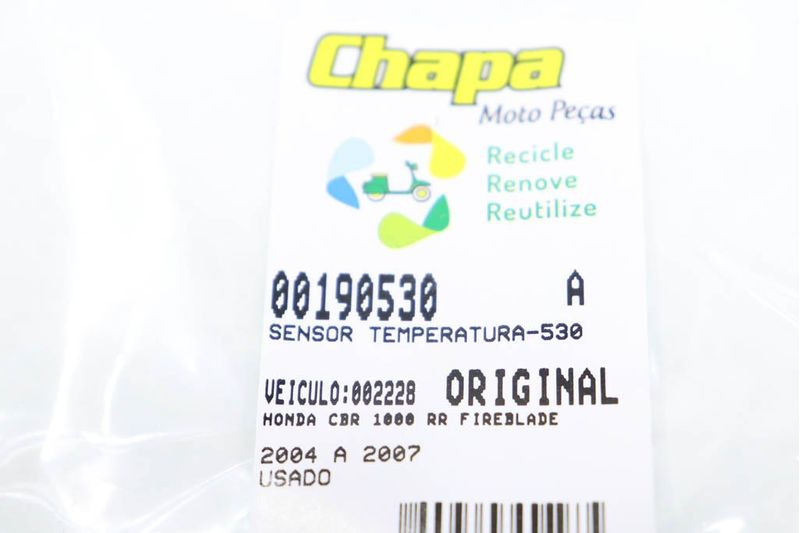 Chapa
Moto Peças
Recicle
Renove
Reutilize
00190530 A
SENSOR TEMPERATURA-530
VEICULO:002228 ORIGINAL
HONDA CBR 1000 RR FIREBLADE
2004 A 2007
USADO